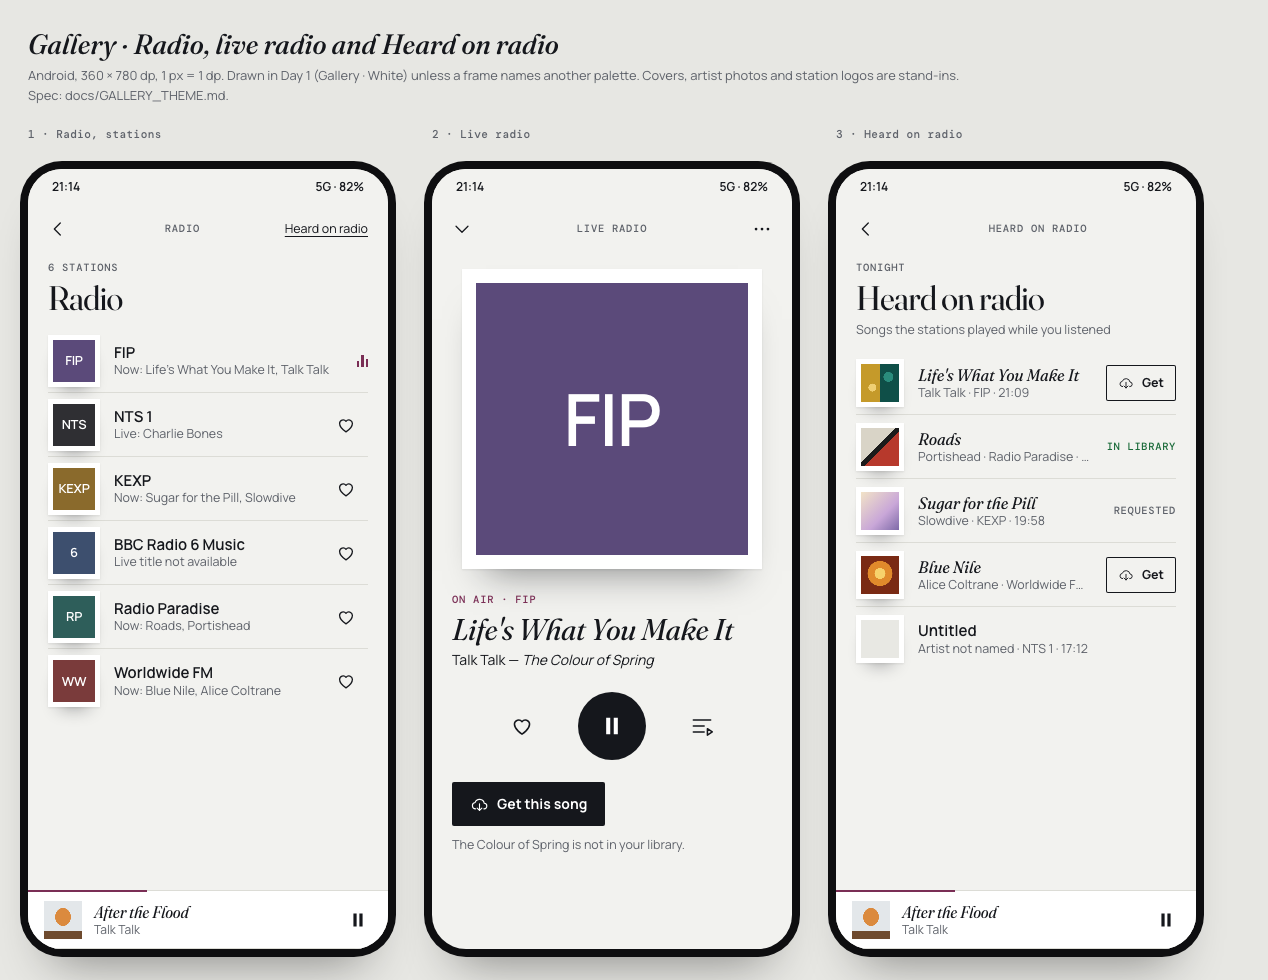 Gallery · Radio, live radio and Heard on radio
Android, 360 × 780 dp, 1 px = 1 dp. Drawn in Day 1 (Gallery · White) unless a frame names another palette. Covers, artist photos and station logos are stand-ins.
Spec: docs/GALLERY_THEME.md.
1 · Radio, stations
21:14
5G · 82%
RADIO
Heard on radio
6 STATIONS
Radio
FIP
FIP
Now: Life's What You Make It, Talk Talk
NTS
NTS 1
Live: Charlie Bones
KEXP
KEXP
Now: Sugar for the Pill, Slowdive
6
BBC Radio 6 Music
Live title not available
RP
Radio Paradise
Now: Roads, Portishead
WW
Worldwide FM
Now: Blue Nile, Alice Coltrane
After the Flood
Talk Talk
2 · Live radio
21:14
5G · 82%
LIVE RADIO
FIP
ON AIR · FIP
Life's What You Make It
Talk Talk — The Colour of Spring
Get this song
The Colour of Spring is not in your library.
3 · Heard on radio
21:14
5G · 82%
HEARD ON RADIO
TONIGHT
Heard on radio
Songs the stations played while you listened
Life's What You Make It
Talk Talk · FIP · 21:09
Get
Roads
Portishead · Radio Paradise · ...
IN LIBRARY
Sugar for the Pill
Slowdive · KEXP · 19:58
REQUESTED
Blue Nile
Alice Coltrane · Worldwide F...
Get
Untitled
Artist not named · NTS 1 · 17:12
After the Flood
Talk Talk